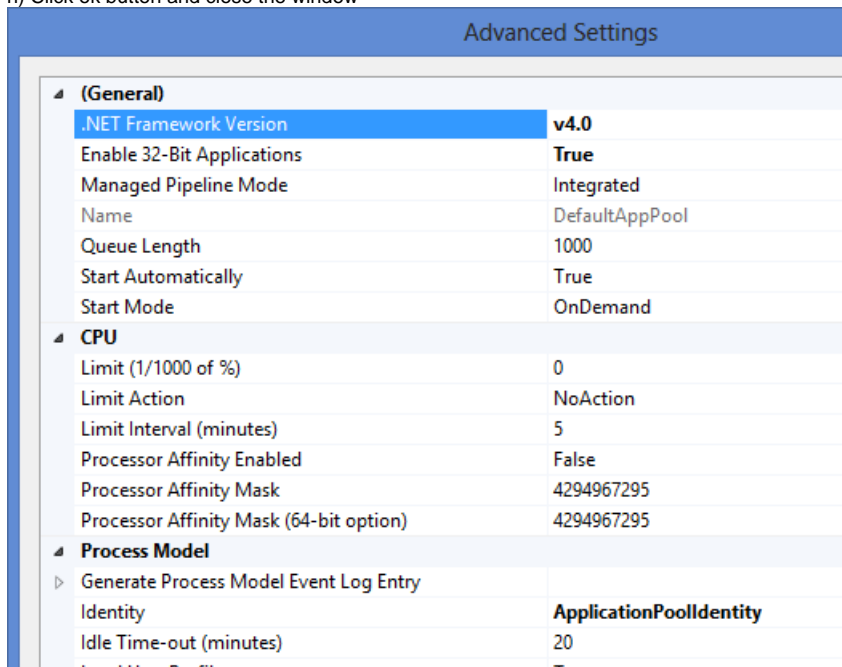 Advanced Settings
(General)
.NET Framework Version v4.0
Enable 32-Bit Applications True
Managed Pipeline Mode Integrated
Name DefaultAppPool
Queue Length 1000
Start Automatically True
Start Mode OnDemand
CPU
Limit (1/1000 of %) 0
Limit Action NoAction
Limit Interval (minutes) 5
Processor Affinity Enabled False
Processor Affinity Mask 4294967295
Processor Affinity Mask (64-bit option) 4294967295
Process Model
Generate Process Model Event Log Entry
Identity ApplicationPoolIdentity
Idle Time-out (minutes) 20